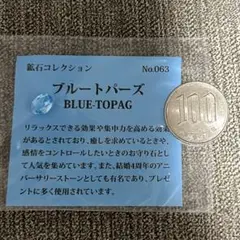 鉱石コレクション No.063
ブルートパーズ
BLUE-TOPAG
リラックスできる効果や集中力を高める効果
があるとされており、癒しを求めているときや、
感情をコントロールしたいときのお守り石とし
て人気を集めています。また、結婚4周年のアニ
バーサリーストーンとしても有名であり、プレゼ
ントに多く使用されています。
100